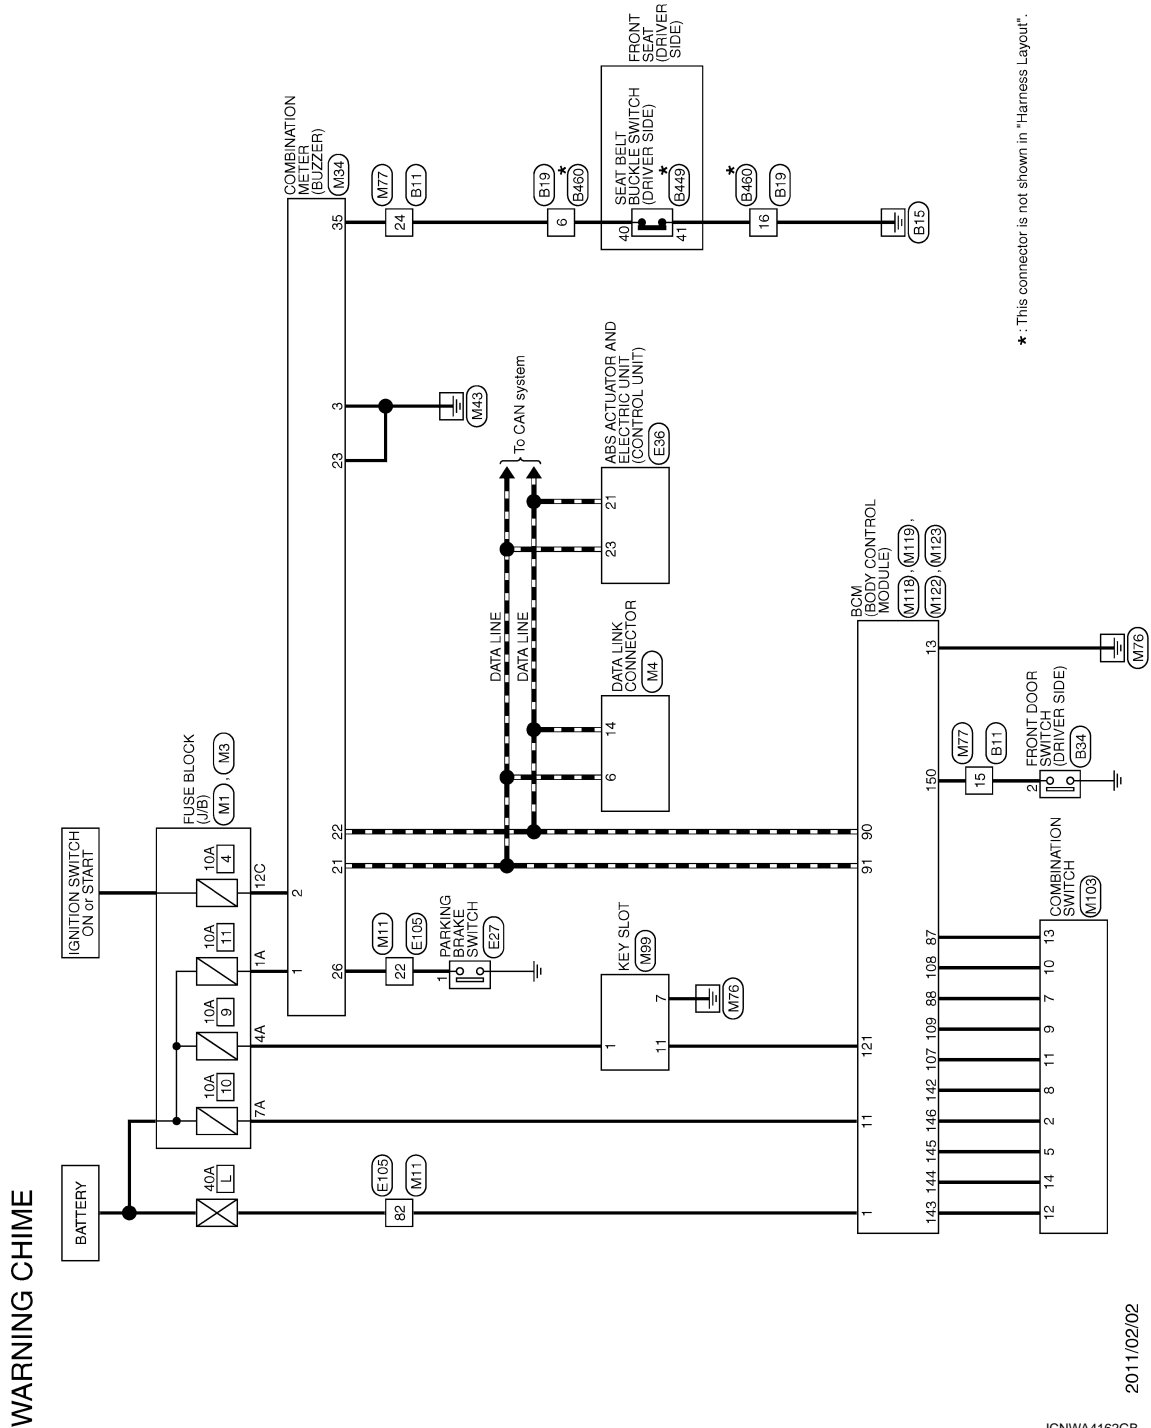 WARNING CHIME
BATTERY
IGNITION SWITCH
ON or START
FUSE BLOCK
(J/B)
M1 , M3
40A
L
10A
10
10A
9
10A
11
10A
4
7A
4A
1A
12C
COMBINATION
METER
(BUZZER)
M34
1
2
26
21
22
23
3
35
E105
82
M11
M11
22
E105
PARKING
BRAKE
SWITCH
E27
1
M43
M77
24
B11
B19
6
B460
*
FRONT
SEAT
(DRIVER
SIDE)
SEAT BELT
BUCKLE SWITCH
(DRIVER SIDE)
*
B449
40
41
*
B460
16
B19
B15
To CAN system
DATA LINE
DATA LINE
KEY SLOT
M99
1
11
7
M76
DATA LINK
CONNECTOR
M4
6
14
ABS ACTUATOR AND
ELECTRIC UNIT
(CONTROL UNIT)
E36
23
21
BCM
(BODY CONTROL
MODULE)
M118 , M119 ,
M122 , M123
1
11
121
91
90
143
144
145
146
142
107
109
88
108
87
150
13
12
14
5
2
8
11
9
7
10
13
COMBINATION
SWITCH
M103
M77
15
B11
2
FRONT DOOR
SWITCH
(DRIVER SIDE)
B34
M76
* : This connector is not shown in "Harness Layout".
2011/02/02
JCNWA4162GB